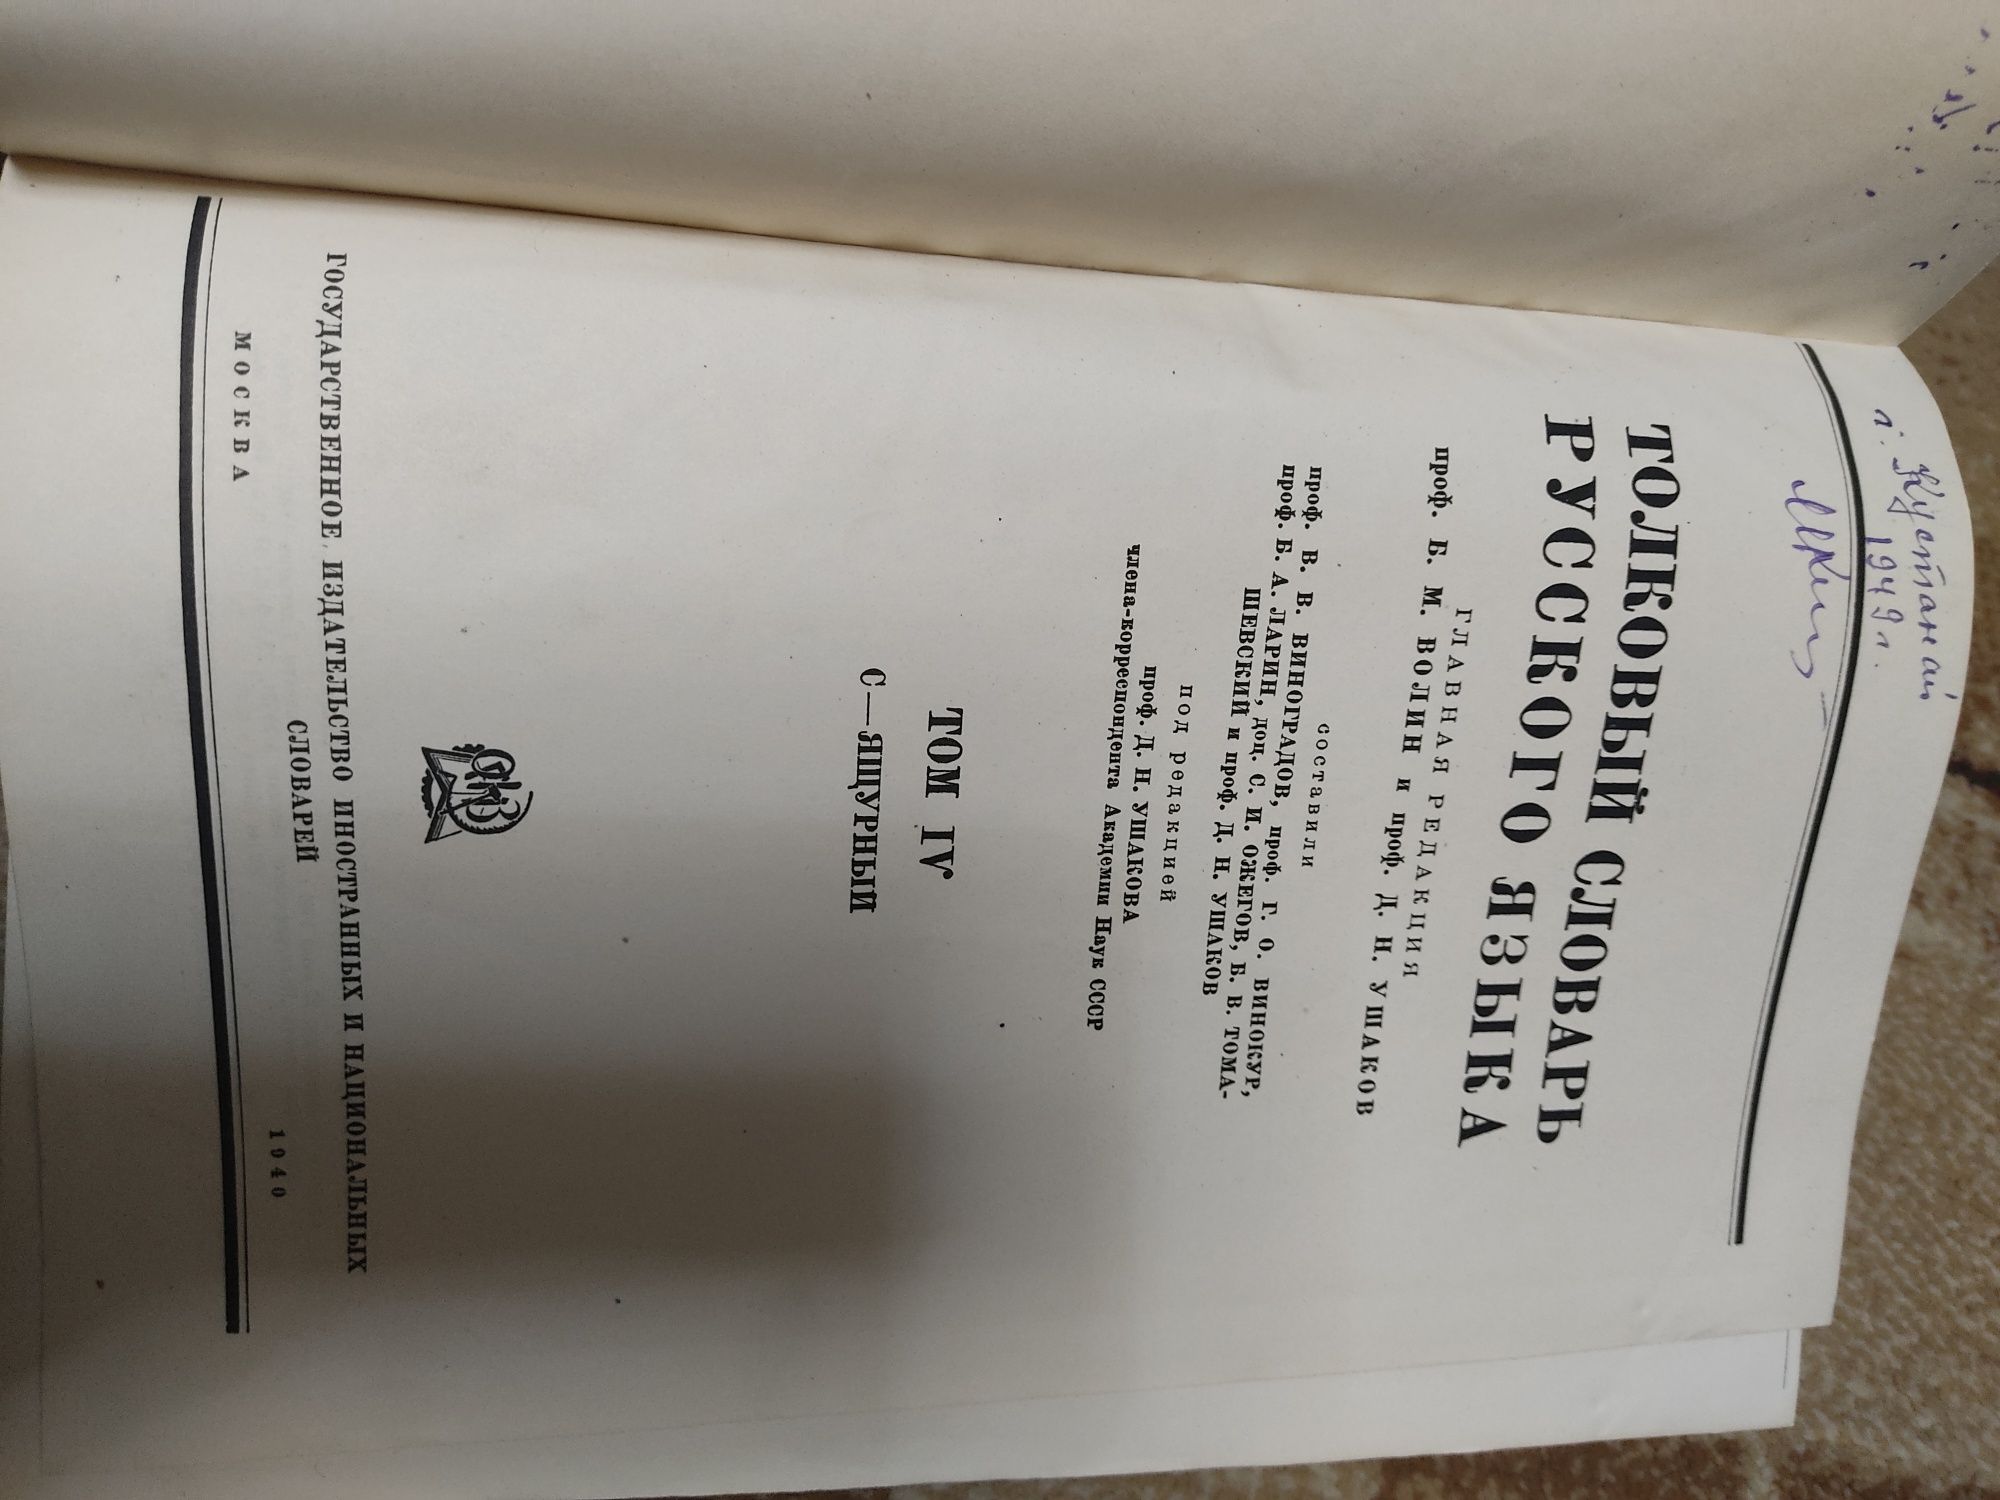 г. Кустанай
1949 г.
ТОЛКОВЫЙ СЛОВАРЬ
РУССКОГО ЯЗЫКА
ГЛАВНАЯ РЕДАКЦИЯ
проф. Б. М. ВОЛИН и проф. Д. Н. УШАКОВ
составили
проф. В. В. ВИНОГРАДОВ, проф. Г. О. ВИНОКУР,
проф. Б. А. ЛАРИН, доц. С. И. ОЖЕГОВ, Б. В. ТОМА-
ШЕВСКИЙ и проф. Д. Н. УШАКОВ
под редакцией
проф. Д. Н. УШАКОВА
члена-корреспондента Академии Наук СССР
ТОМ IV
С—ЯЩУРНЫЙ
ГОСУДАРСТВЕННОЕ ИЗДАТЕЛЬСТВО ИНОСТРАННЫХ И НАЦИОНАЛЬНЫХ
СЛОВАРЕЙ
МОСКВА 1940